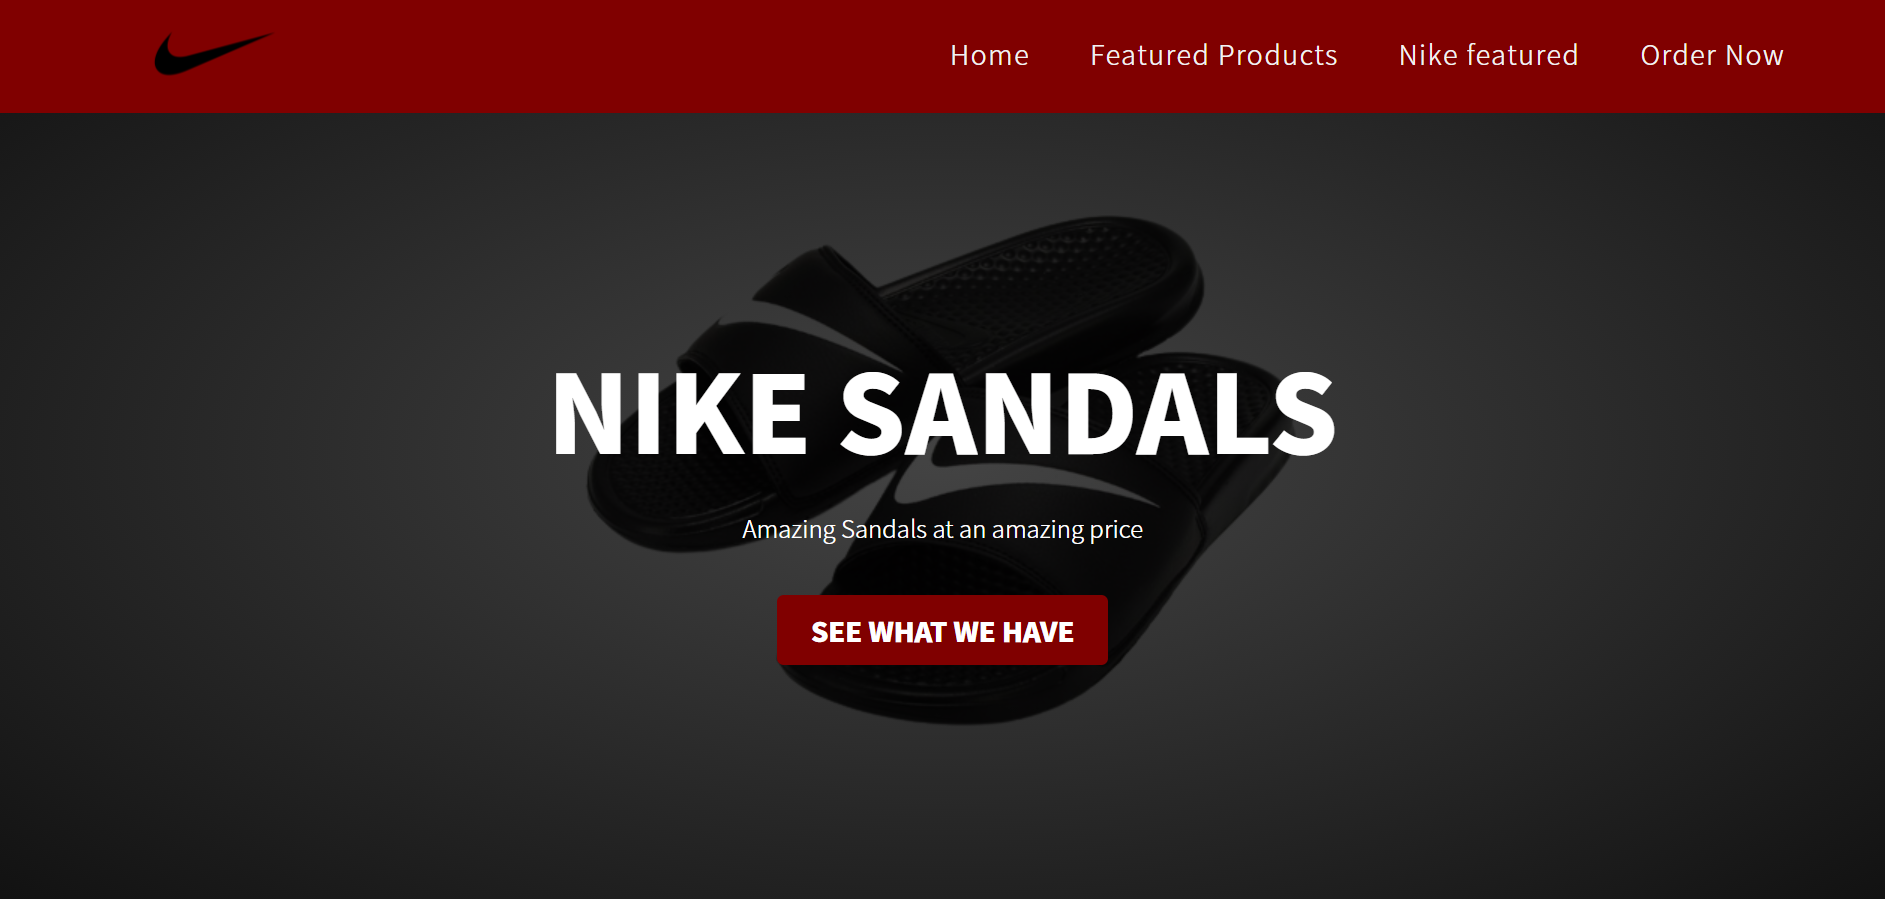 Home Featured Products Nike featured Order Now
NIKE SANDALS
Amazing Sandals at an amazing price
SEE WHAT WE HAVE